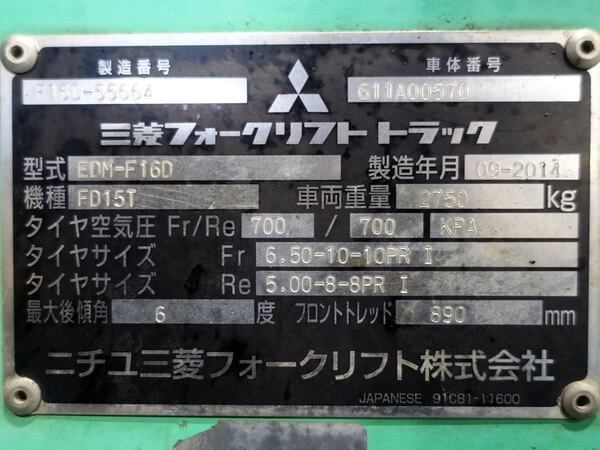 製造番号 車体番号
F16D-55664 611A00570
三菱フォークリフト トラック
型式 EDM-F16D 製造年月 09-2014
機種 FD15T 車両重量 2750 kg
タイヤ空気圧 Fr/Re 700 / 700 KPA
タイヤサイズ Fr 6.50-10-10PR I
タイヤサイズ Re 5.00-8-8PR I
最大後傾角 6 度 フロントトレッド 890 mm
ニチユ三菱フォークリフト株式会社
JAPANESE 91C81-11600